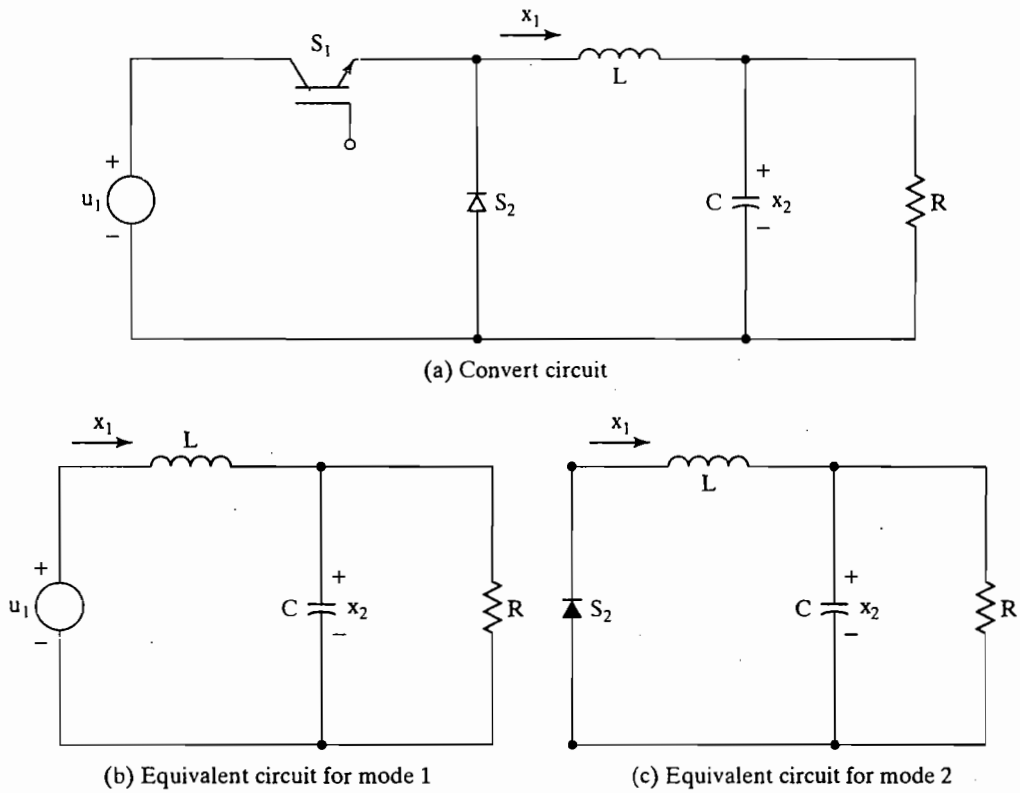 x₁
S₁
L
+
u₁
−
S₂
C
+
x₂
−
R
(a) Convert circuit
x₁
L
+
u₁
−
C
+
x₂
−
R
(b) Equivalent circuit for mode 1
x₁
L
S₂
C
+
x₂
−
R
(c) Equivalent circuit for mode 2